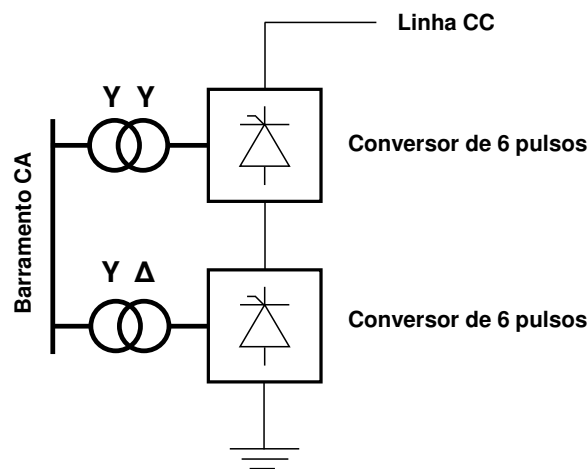 Linha CC
Y Y
Conversor de 6 pulsos
Barramento CA
Y Δ
Conversor de 6 pulsos